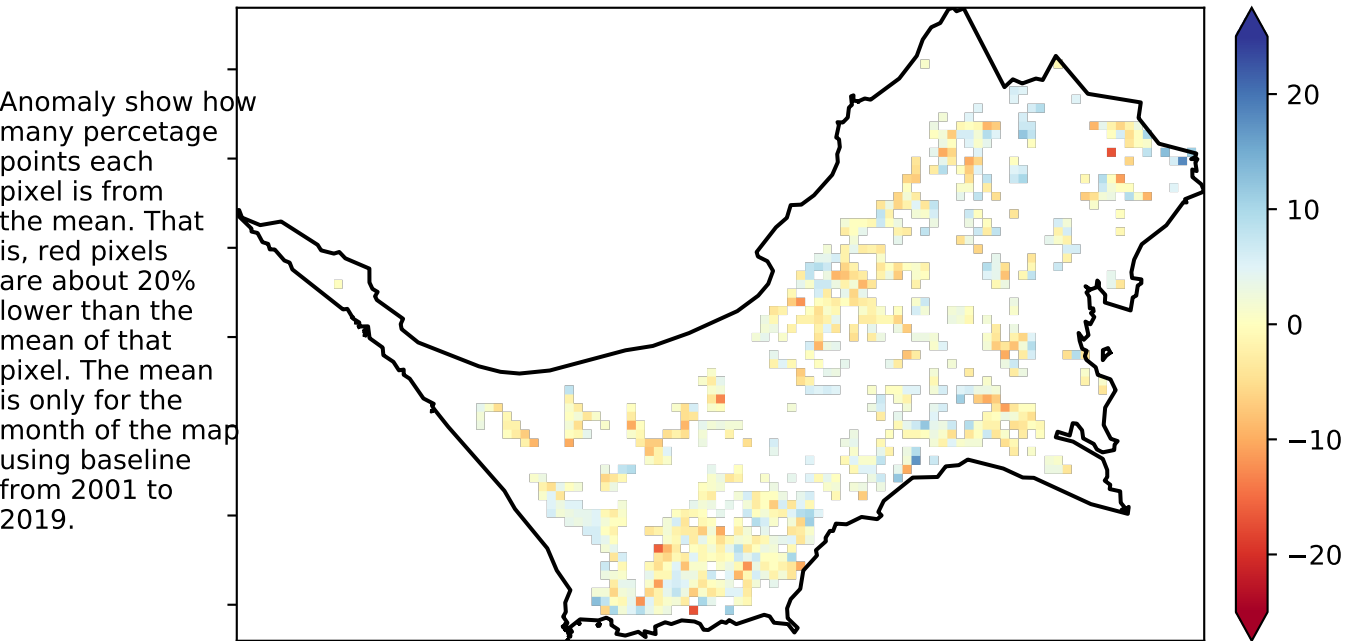 Anomaly show how
many percetage
points each
pixel is from
the mean. That
is, red pixels
are about 20%
lower than the
mean of that
pixel. The mean
is only for the
month of the map
using baseline
from 2001 to
2019.
20
10
0
−10
−20